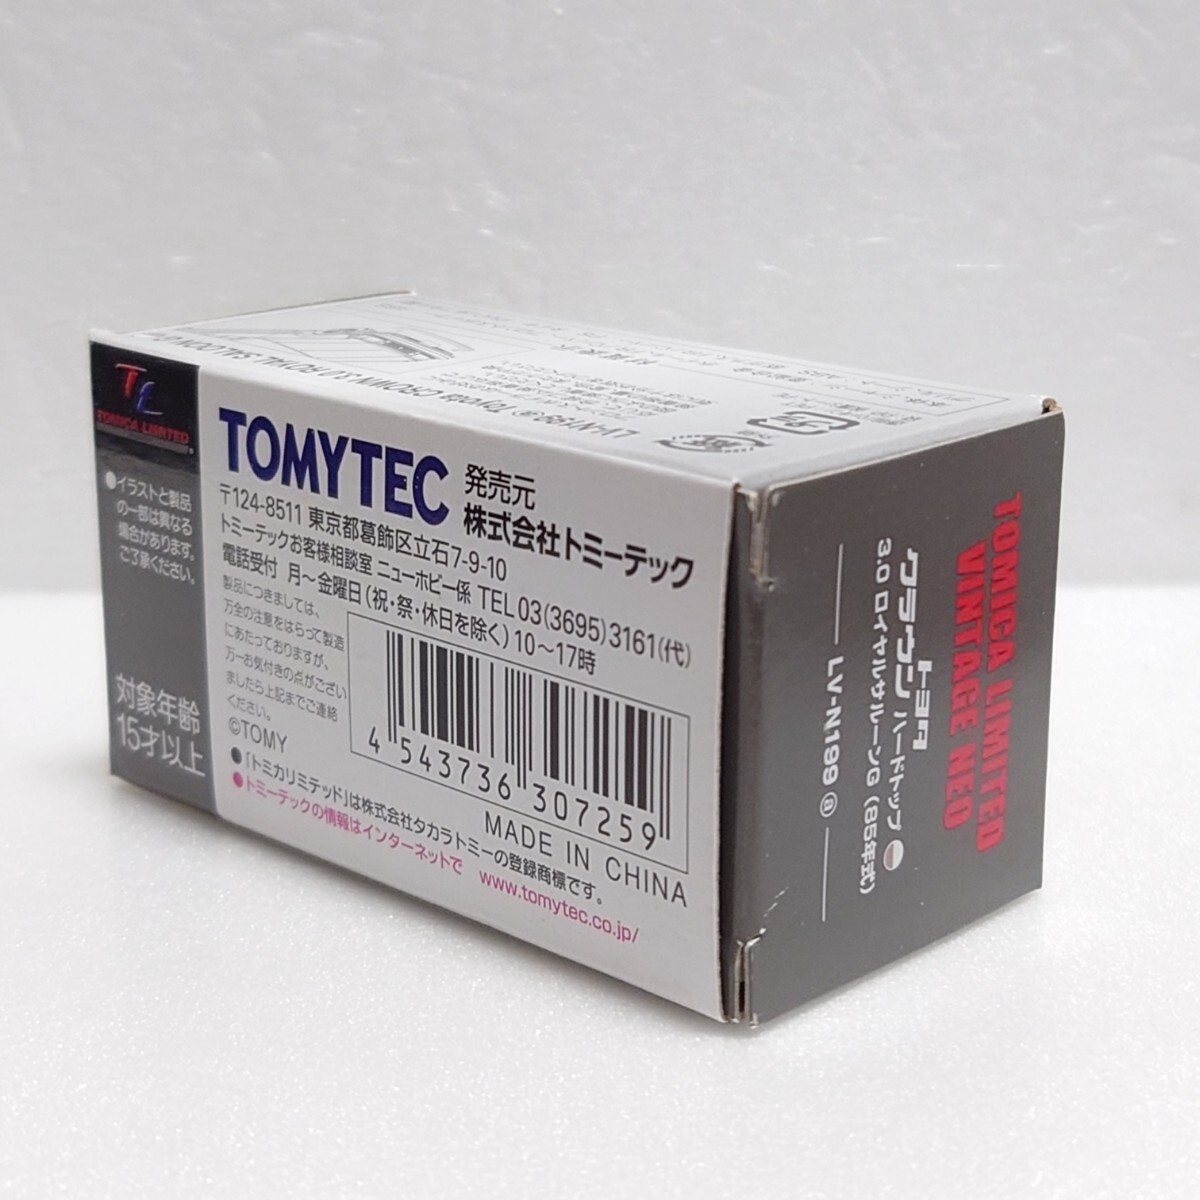 TL
TOMICA LIMITED
●イラストと製品
の一部は異なる
場合があります。
ご了承ください。
対象年齢
15才以上
TOMYTEC 発売元
株式会社トミーテック
〒124-8511 東京都葛飾区立石7-9-10
トミーテックお客様相談室 ニューホビー係 TEL 03(3695)3161(代)
電話受付 月〜金曜日(祝・祭・休日を除く)10〜17時
製品につきましては、
万全の注意をはらって製造
にあたっておりますが、
万一お気付きの点がござい
ましたら上記までご連絡
ください。
©TOMY
4 543736 307259
MADE IN CHINA
●「トミカリミテッド」は株式会社タカラトミーの登録商標です。
●トミーテックの情報はインターネットで www.tomytec.co.jp/
TOMICA LIMITED
VINTAGE NEO
トヨタ
クラウン ハードトップ
3.0 ロイヤルサルーンG (85年式)
LV-N199 ⓐ
LV-N199ⓐ Toyota CROWN 3.0 ROYAL SALOON G